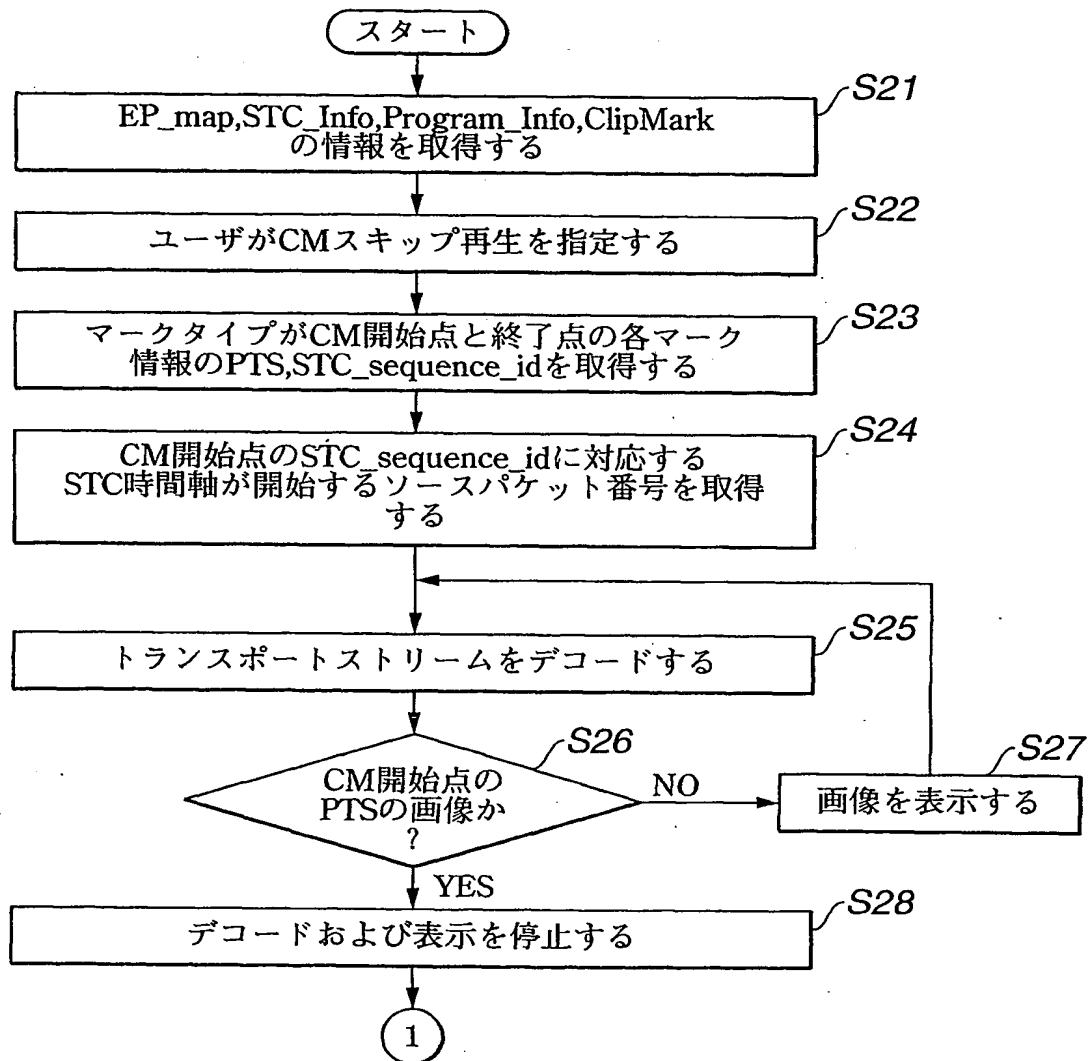 スタート
S21
EP_map,STC_Info,Program_Info,ClipMark
の情報を取得する
S22
ユーザがCMスキップ再生を指定する
S23
マークタイプがCM開始点と終了点の各マーク
情報のPTS,STC_sequence_idを取得する
S24
CM開始点のSTC_sequence_idに対応する
STC時間軸が開始するソースパケット番号を取得
する
S25
トランスポートストリームをデコードする
S26
CM開始点の
PTSの画像か
?
NO
S27
画像を表示する
YES
S28
デコードおよび表示を停止する
1